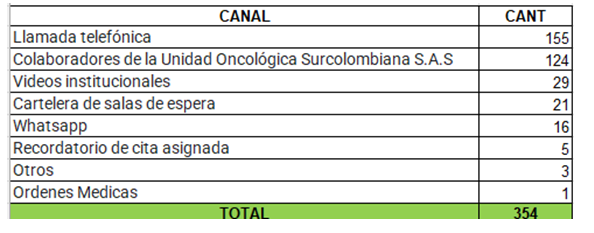 CANAL CANT
Llamada telefónica 155
Colaboradores de la Unidad Oncológica Surcolombiana S.A.S 124
Videos institucionales 29
Cartelera de salas de espera 21
Whatsapp 16
Recordatorio de cita asignada 5
Otros 3
Ordenes Medicas 1
TOTAL 354